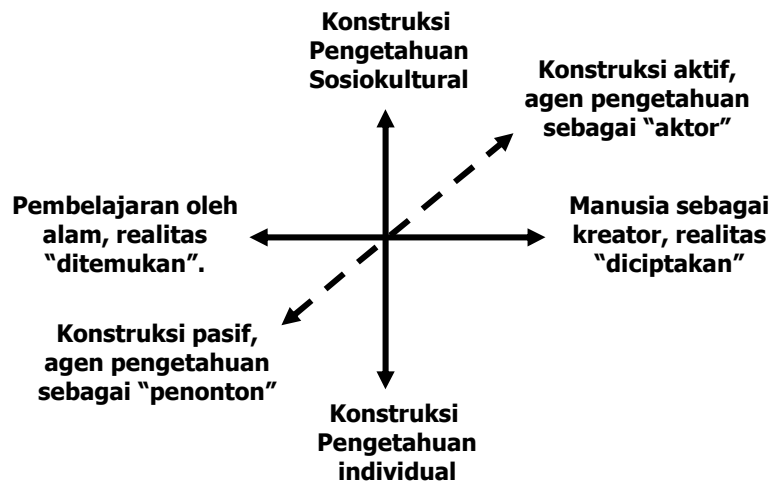 Konstruksi
Pengetahuan
Sosiokultural
Konstruksi aktif,
agen pengetahuan
sebagai “aktor”
Pembelajaran oleh
alam, realitas
“ditemukan”.
Manusia sebagai
kreator, realitas
“diciptakan”
Konstruksi pasif,
agen pengetahuan
sebagai “penonton”
Konstruksi
Pengetahuan
individual